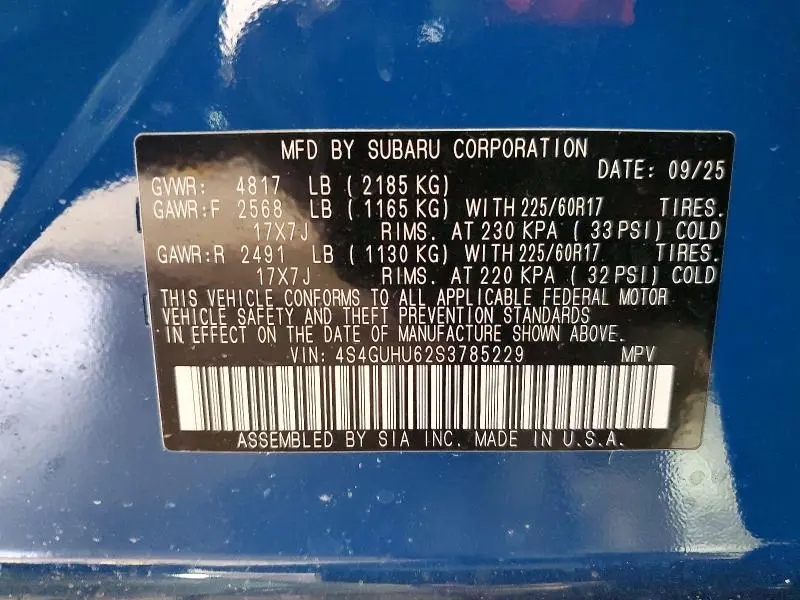 MFD BY SUBARU CORPORATION
DATE: 09/25
GVWR: 4817 LB ( 2185 KG)
GAWR:F 2568 LB ( 1165 KG) WITH 225/60R17 TIRES.
17X7J RIMS. AT 230 KPA ( 33 PSI) COLD
GAWR:R 2491 LB ( 1130 KG) WITH 225/60R17 TIRES.
17X7J RIMS. AT 220 KPA ( 32 PSI) COLD
THIS VEHICLE CONFORMS TO ALL APPLICABLE FEDERAL MOTOR
VEHICLE SAFETY AND THEFT PREVENTION STANDARDS
IN EFFECT ON THE DATE OF MANUFACTURE SHOWN ABOVE.
VIN: 4S4GUHU62S3785229 MPV
ASSEMBLED BY SIA INC. MADE IN U.S.A.